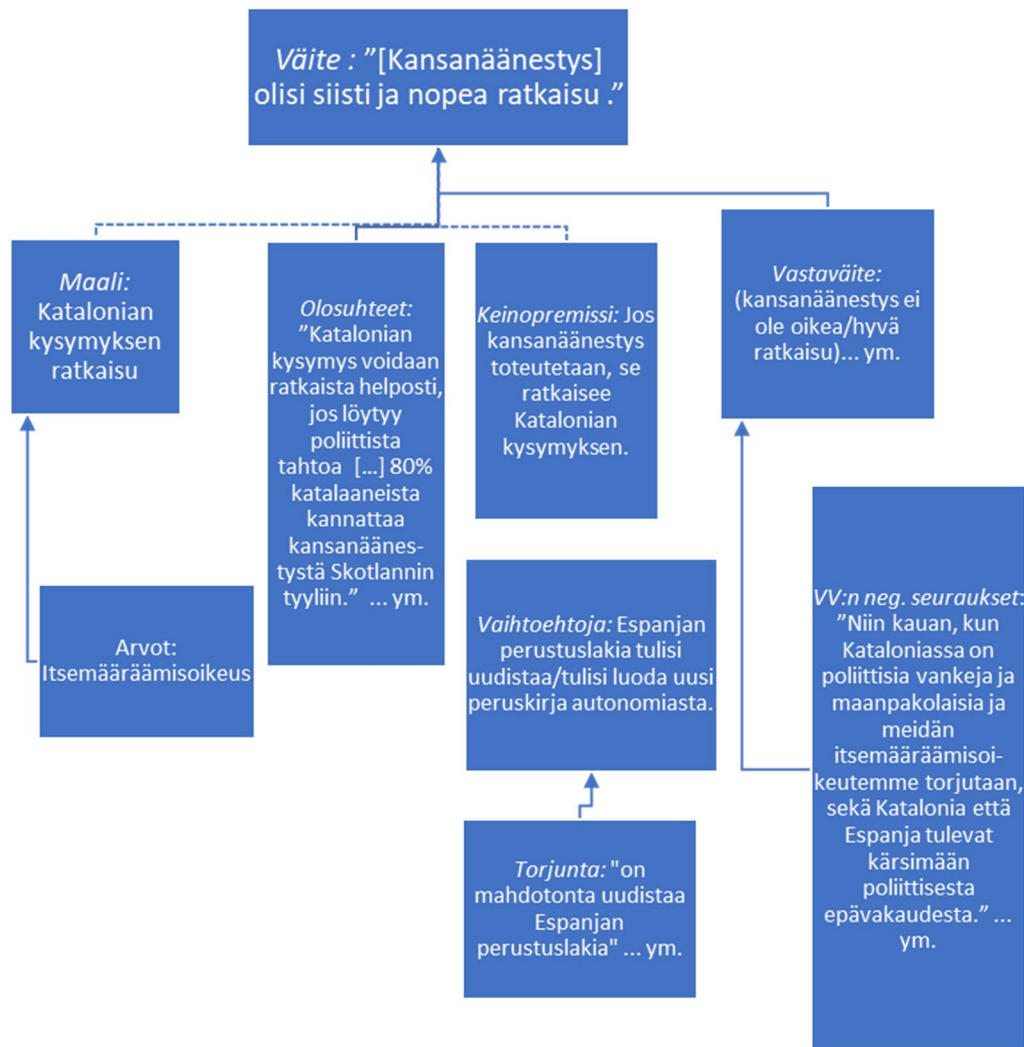 Väite : ”[Kansanäänestys]
olisi siisti ja nopea ratkaisu .”
Maali:
Katalonian
kysymyksen
ratkaisu
Olosuhteet:
”Katalonian
kysymys voidaan
ratkaista helposti,
jos löytyy
poliittista
tahtoa [...] 80%
katalaaneista
kannattaa
kansanäänes-
tystä Skotlannin
tyyliin.” ... ym.
Keinopremissi: Jos
kansanäänestys
toteutetaan, se
ratkaisee
Katalonian
kysymyksen.
Vastaväite:
(kansanäänestys ei
ole oikea/hyvä
ratkaisu)... ym.
Arvot:
Itsemääräämisoikeus
Vaihtoehtoja: Espanjan
perustuslakia tulisi
uudistaa/tulisi luoda uusi
peruskirja autonomiasta.
Torjunta: "on
mahdotonta uudistaa
Espanjan
perustuslakia" ... ym.
VV:n neg. seuraukset:
”Niin kauan, kun
Kataloniassa on
poliittisia vankeja ja
maanpakolaisia ja
meidän
itsemääräämisoi-
keutemme torjutaan,
sekä Katalonia että
Espanja tulevat
kärsimään
poliittisesta
epävakaudesta.” ...
ym.